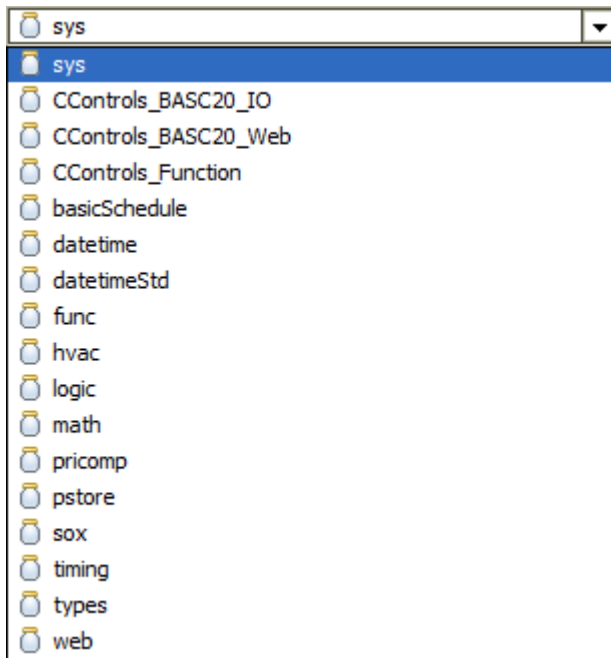 sys
sys
CControls_BASC20_IO
CControls_BASC20_Web
CControls_Function
basicSchedule
datetime
datetimeStd
func
hvac
logic
math
pricomp
pstore
sox
timing
types
web